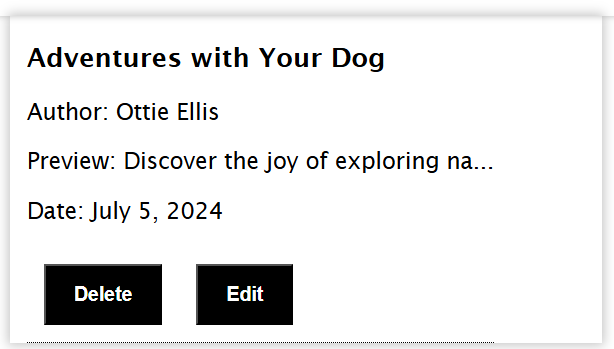 Adventures with Your Dog
Author: Ottie Ellis
Preview: Discover the joy of exploring na...
Date: July 5, 2024
Delete Edit